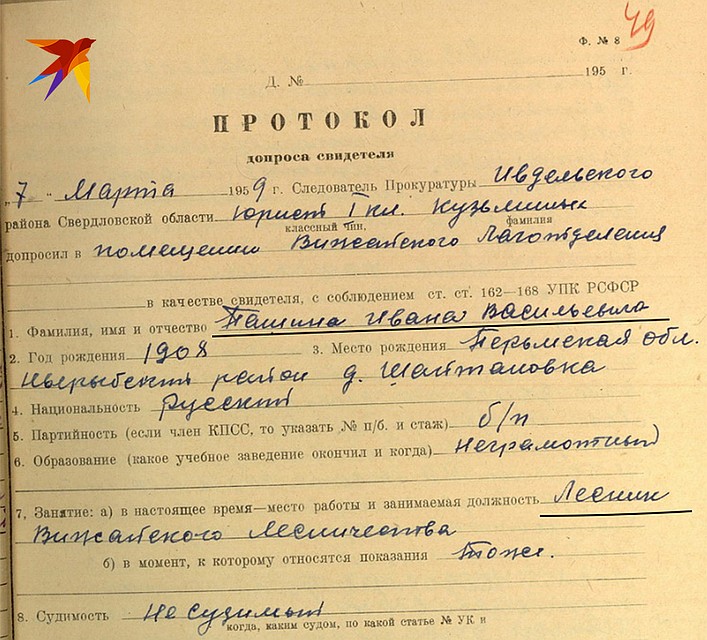 49
Ф. № 8
Д. № 195 г.
ПРОТОКОЛ
допроса свидетеля
„7 „ Марта 1959 г. Следователь Прокуратуры Ивдельского
района Свердловской области юрист I кл. Кузьминых
классный чин, фамилия
допросил в помещении Вижайского Лаготделения
в качестве свидетеля, с соблюдением ст. ст. 162—168 УПК РСФСР
1. Фамилия, имя и отчество Пашина Ивана Васильевича
2. Год рождения 1908 3. Место рождения Перьмская обл.
Ныробский район д. Шайтановка
4. Национальность русский
5. Партийность (если член КПСС, то указать № п/б. и стаж) б/п
6. Образование (какое учебное заведение окончил и когда) Неграмотный
7. Занятие: а) в настоящее время—место работы и занимаемая должность Лесник
Вижайского Лесничества
б) в момент, к которому относятся показания тоже.
8. Судимость Не судимый
когда, каким судом, по какой статье № УК и